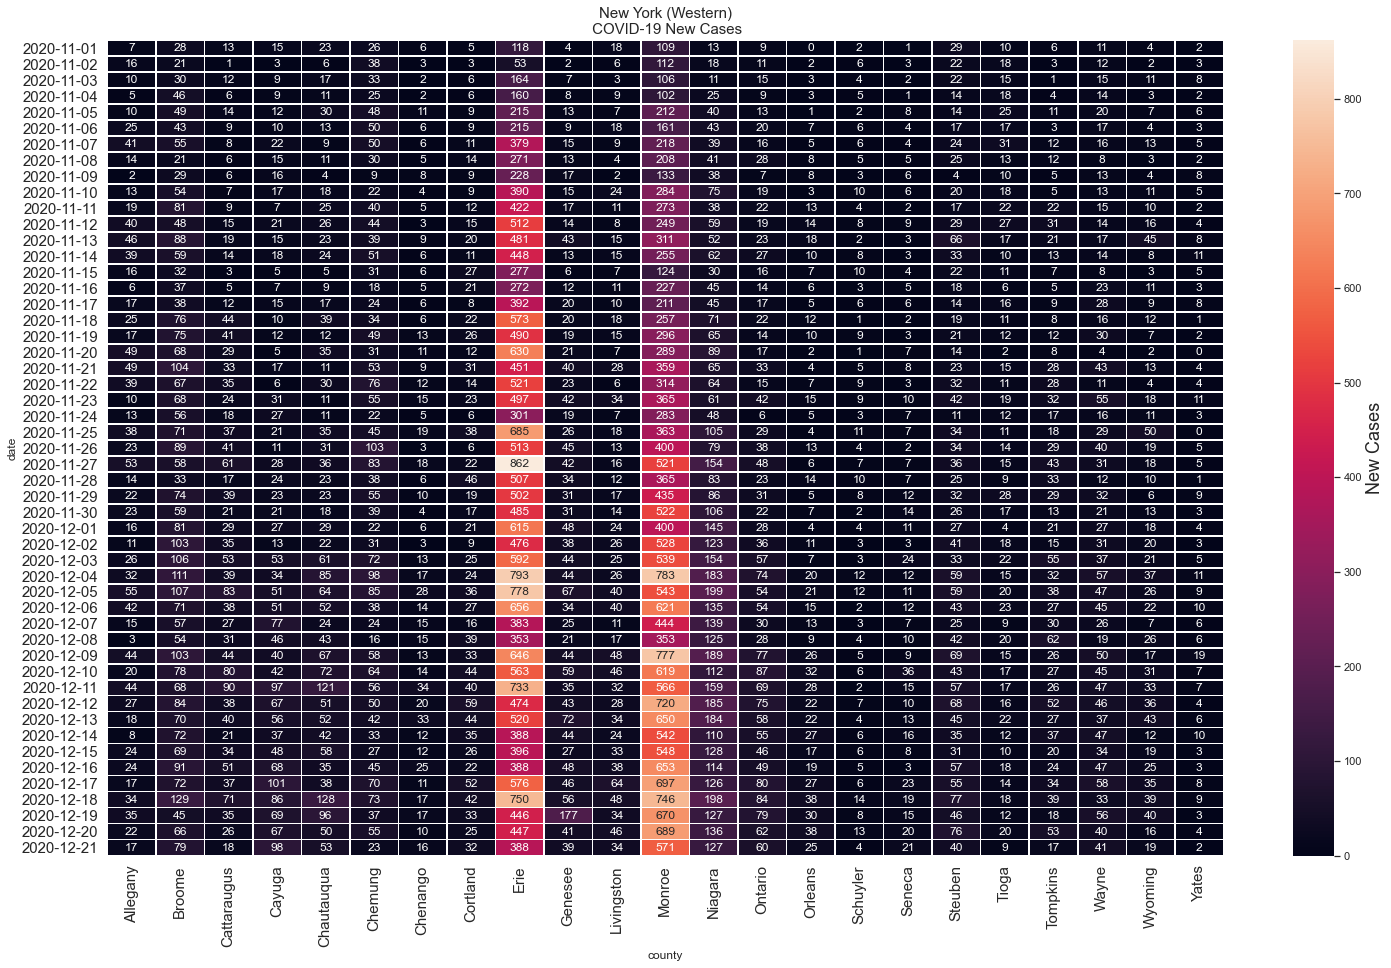 New York (Western)
COVID-19 New Cases
2020-11-01 7 28 13 15 23 26 6 5 118 4 18 109 13 9 0 2 1 29 10 6 11 4 2
2020-11-02 16 21 1 3 6 38 3 3 53 2 6 112 18 11 2 6 3 22 18 3 12 2 3
2020-11-03 10 30 12 9 17 33 2 6 164 7 3 106 11 15 3 4 2 22 15 1 15 11 8
2020-11-04 5 46 6 9 11 25 2 6 160 8 9 102 25 9 3 5 1 14 18 4 14 3 2
2020-11-05 10 49 14 12 30 48 11 9 215 13 7 212 40 13 1 2 8 14 25 11 20 7 6
2020-11-06 25 43 9 10 13 50 6 9 215 9 18 161 43 20 7 6 4 17 17 3 17 4 3
2020-11-07 41 55 8 22 9 50 6 11 379 15 9 218 39 16 5 6 4 24 31 12 16 13 5
2020-11-08 14 21 6 15 11 30 5 14 271 13 4 208 41 28 8 5 5 25 13 12 8 3 2
2020-11-09 2 29 6 16 4 9 8 9 228 17 2 133 38 7 8 3 6 4 10 5 13 4 8
2020-11-10 13 54 7 17 18 22 4 9 390 15 24 284 75 19 3 10 6 20 18 5 13 11 5
2020-11-11 19 81 9 7 25 40 5 12 422 17 11 273 38 22 13 4 2 17 22 22 15 10 2
2020-11-12 40 48 15 21 26 44 3 15 512 14 8 249 59 19 14 8 9 29 27 31 14 16 4
2020-11-13 46 88 19 15 23 39 9 20 481 43 15 311 52 23 18 2 3 66 17 21 17 45 8
2020-11-14 39 59 14 18 24 51 6 11 448 13 15 255 62 27 10 8 3 33 10 13 14 8 11
2020-11-15 16 32 3 5 5 31 6 27 277 6 7 124 30 16 7 10 4 22 11 7 8 3 5
2020-11-16 6 37 5 7 9 18 5 21 272 12 11 227 45 14 6 3 5 18 6 5 23 11 3
2020-11-17 17 38 12 15 17 24 6 8 392 20 10 211 45 17 5 6 6 14 16 9 28 9 8
2020-11-18 25 76 44 10 39 34 6 22 573 20 18 257 71 22 12 1 2 19 11 8 16 12 1
2020-11-19 17 75 41 12 12 49 13 26 490 19 15 296 65 14 10 9 3 21 12 12 30 7 2
2020-11-20 49 68 29 5 35 31 11 12 630 21 7 289 89 17 2 1 7 14 2 8 4 2 0
2020-11-21 49 104 33 17 11 53 9 31 451 40 28 359 65 33 4 5 8 23 15 28 43 13 4
2020-11-22 39 67 35 6 30 76 12 14 521 23 6 314 64 15 7 9 3 32 11 28 11 4 4
2020-11-23 10 68 24 31 11 55 15 23 497 42 34 365 61 42 15 9 10 42 19 32 55 18 11
2020-11-24 13 56 18 27 11 22 5 6 301 19 7 283 48 6 5 3 7 11 12 17 16 11 3
2020-11-25 38 71 37 21 35 45 19 38 685 26 18 363 105 29 4 11 7 34 11 18 29 50 0
2020-11-26 23 89 41 11 31 103 3 6 513 45 13 400 79 38 13 4 2 34 14 29 40 19 5
2020-11-27 53 58 61 28 36 83 18 22 862 42 16 521 154 48 6 7 7 36 15 43 31 18 5
2020-11-28 14 33 17 24 23 38 6 46 507 34 12 365 83 23 14 10 7 25 9 33 12 10 1
2020-11-29 22 74 39 23 23 55 10 19 502 31 17 435 86 31 5 8 12 32 28 29 32 6 9
2020-11-30 23 59 21 21 18 39 4 17 485 31 14 522 106 22 7 2 14 26 17 13 21 13 3
2020-12-01 16 81 29 27 29 22 6 21 615 48 24 400 145 28 4 4 11 27 4 21 27 18 4
2020-12-02 11 103 35 13 22 31 3 9 476 38 26 528 123 36 11 3 3 41 18 15 31 20 3
2020-12-03 26 106 53 53 61 72 13 25 592 44 25 539 154 57 7 3 24 33 22 55 37 21 5
2020-12-04 32 111 39 34 85 98 17 24 793 44 26 783 183 74 20 12 12 59 15 32 57 37 11
2020-12-05 55 107 83 51 64 85 28 36 778 67 40 543 199 54 21 12 11 59 20 38 47 26 9
2020-12-06 42 71 38 51 52 38 14 27 656 34 40 621 135 54 15 2 12 43 23 27 45 22 10
2020-12-07 15 57 27 77 24 24 15 16 383 25 11 444 139 30 13 3 7 25 9 30 26 7 6
2020-12-08 3 54 31 46 43 16 15 39 353 21 17 353 125 28 9 4 10 42 20 62 19 26 6
2020-12-09 44 103 44 40 67 58 13 33 646 44 48 777 189 77 26 5 9 69 15 26 50 17 19
2020-12-10 20 78 80 42 72 64 14 44 563 59 46 619 112 87 32 6 36 43 17 27 45 31 7
2020-12-11 44 68 90 97 121 56 34 40 733 35 32 566 159 69 28 2 15 57 17 26 47 33 7
2020-12-12 27 84 38 67 51 50 20 59 474 43 28 720 185 75 22 7 10 68 16 52 46 36 4
2020-12-13 18 70 40 56 52 42 33 44 520 72 34 650 184 58 22 4 13 45 22 27 37 43 6
2020-12-14 8 72 21 37 42 33 12 35 388 44 24 542 110 55 27 6 16 35 12 37 47 12 10
2020-12-15 24 69 34 48 58 27 12 26 396 27 33 548 128 46 17 6 8 31 10 20 34 19 3
2020-12-16 24 91 51 68 35 45 25 22 388 48 38 653 114 49 19 5 3 57 18 24 47 25 3
2020-12-17 17 72 37 101 38 70 11 52 576 46 64 697 126 80 27 6 23 55 14 34 58 35 8
2020-12-18 34 129 71 86 128 73 17 42 750 56 48 746 198 84 38 14 19 77 18 39 33 39 9
2020-12-19 35 45 35 69 96 37 17 33 446 177 34 670 127 79 30 8 15 46 12 18 56 40 3
2020-12-20 22 66 26 67 50 55 10 25 447 41 46 689 136 62 38 13 20 76 20 53 40 16 4
2020-12-21 17 79 18 98 53 23 16 32 388 39 34 571 127 60 25 4 21 40 9 17 41 19 2
date
Allegany Broome Cattaraugus Cayuga Chautauqua Chemung Chenango Cortland Erie Genesee Livingston Monroe Niagara Ontario Orleans Schuyler Seneca Steuben Tioga Tompkins Wayne Wyoming Yates
county
800
700
600
500
400
300
200
100
0
New Cases